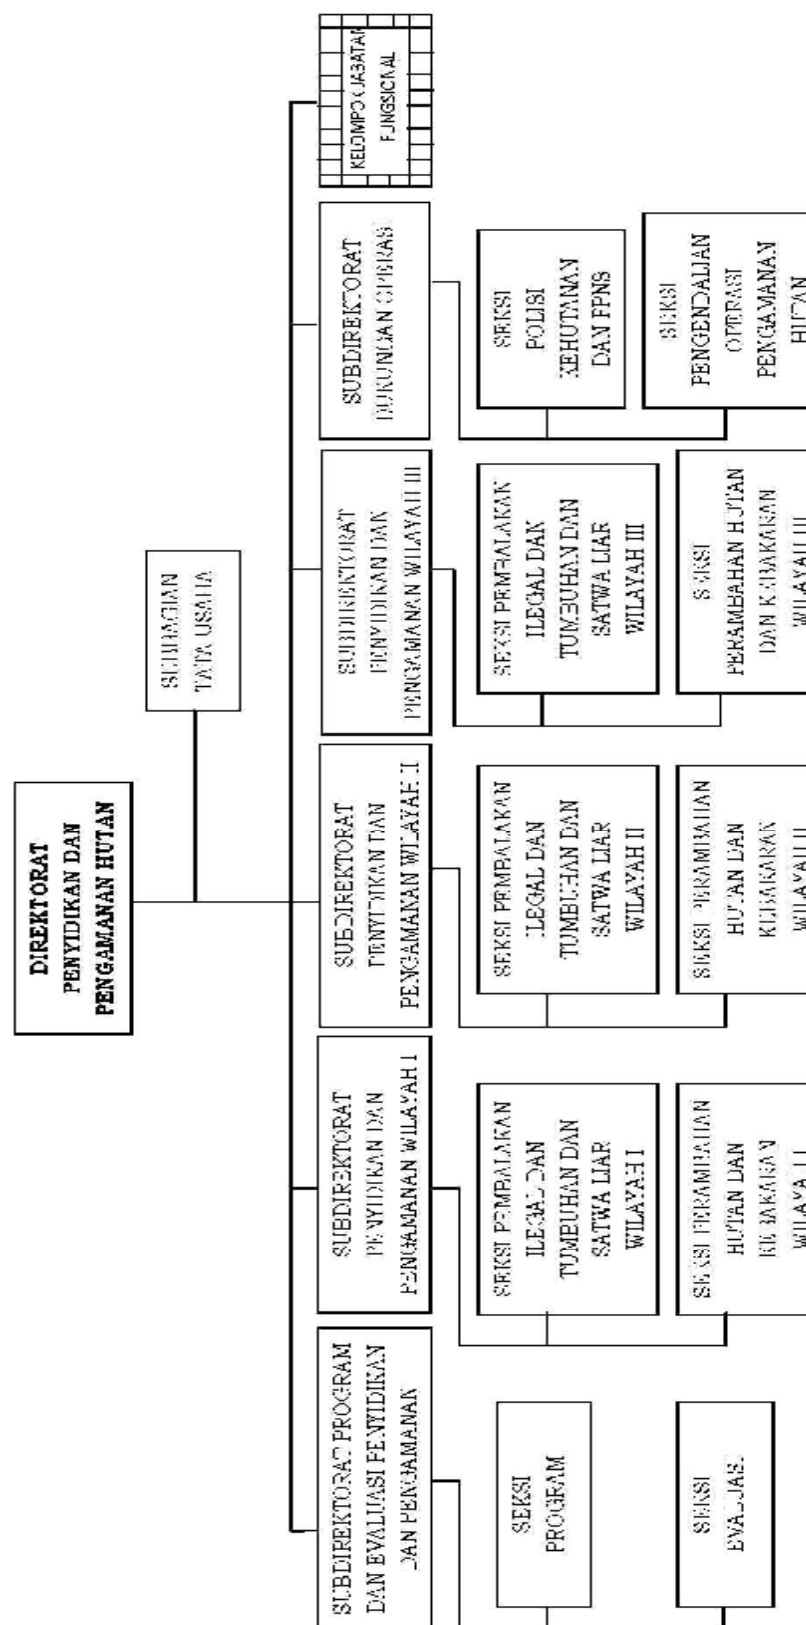 DIREKTORAT
PENYIDIKAN DAN
PENGAMANAN HUTAN
SUBBAGIAN
TATA USAHA
SUBDIREKTORAT PROGRAM
DAN EVALUASI PENYIDIKAN
DAN PENGAMANAN
SUBDIREKTORAT
PENYIDIKAN DAN
PENGAMANAN WILAYAH I
SUBDIREKTORAT
PENYIDIKAN DAN
PENGAMANAN WILAYAH II
SUBDIREKTORAT
PENYIDIKAN DAN
PENGAMANAN WILAYAH III
SUBDIREKTORAT
DUKUNGAN OPERASI
KELOMPOK JABATAN
FUNGSIONAL
SEKSI
PROGRAM
SEKSI PEMBALAKAN
ILEGAL DAN
TUMBUHAN DAN
SATWA LIAR
WILAYAH I
SEKSI PEMBALAKAN
ILEGAL DAN
TUMBUHAN DAN
SATWA LIAR
WILAYAH II
SEKSI PEMBALAKAN
ILEGAL DAN
TUMBUHAN DAN
SATWA LIAR
WILAYAH III
SEKSI
POLISI
KEHUTANAN
DAN PPNS
SEKSI
EVALUASI
SEKSI PERAMBAHAN
HUTAN DAN
KEBAKARAN
WILAYAH I
SEKSI PERAMBAHAN
HUTAN DAN
KEBAKARAN
WILAYAH II
SEKSI
PERAMBAHAN HUTAN
DAN KEBAKARAN
WILAYAH III
SEKSI
PENGENDALIAN
OPERASI
PENGAMANAN
HUTAN